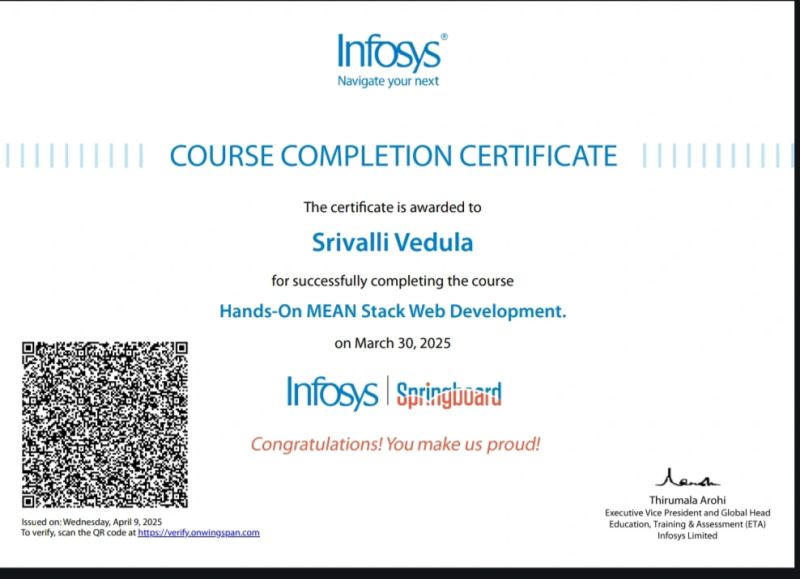 Infosys®
Navigate your next
COURSE COMPLETION CERTIFICATE
The certificate is awarded to
Srivalli Vedula
for successfully completing the course
Hands-On MEAN Stack Web Development.
on March 30, 2025
Infosys | Springboard
Congratulations! You make us proud!
Issued on: Wednesday, April 9, 2025
To verify, scan the QR code at https://verify.onwingspan.com
Thirumala Arohi
Executive Vice President and Global Head
Education, Training & Assessment (ETA)
Infosys Limited